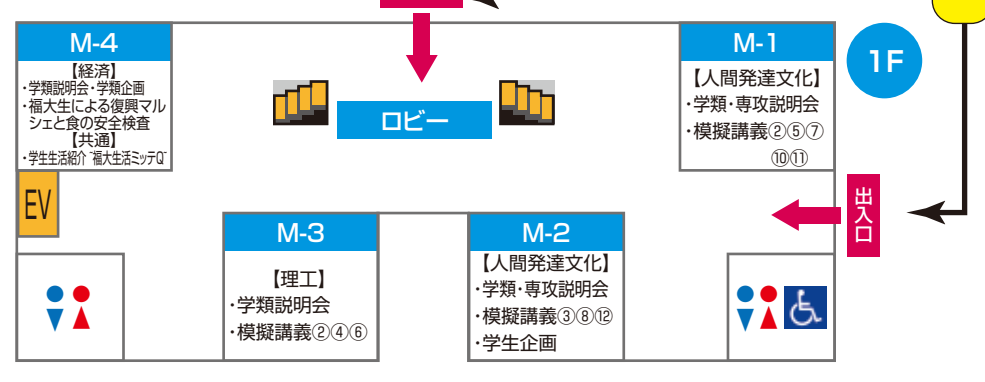 M-4
【経済】
・学類説明会・学類企画
・福大生による復興マル
シェと食の安全検査
【共通】
・学生生活紹介 “福大生活ミッテQ”
M-1
【人間発達文化】
・学類・専攻説明会
・模擬講義②⑤⑦
⑩⑪
1F
ロビー
EV
出入口
M-3
【理工】
・学類説明会
・模擬講義②④⑥
M-2
【人間発達文化】
・学類・専攻説明会
・模擬講義③⑧⑫
・学生企画